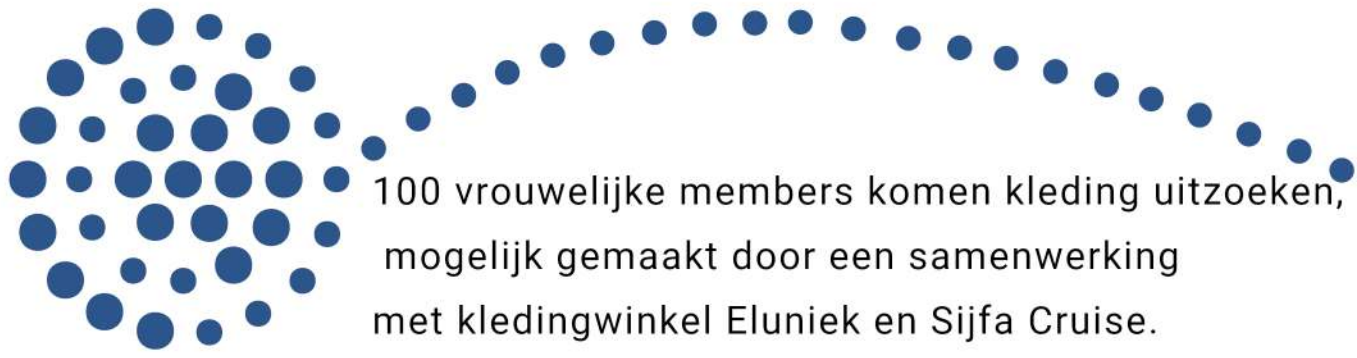 100 vrouwelijke members komen kleding uitzoeken,
mogelijk gemaakt door een samenwerking
met kledingwinkel Eluniek en Sijfa Cruise.